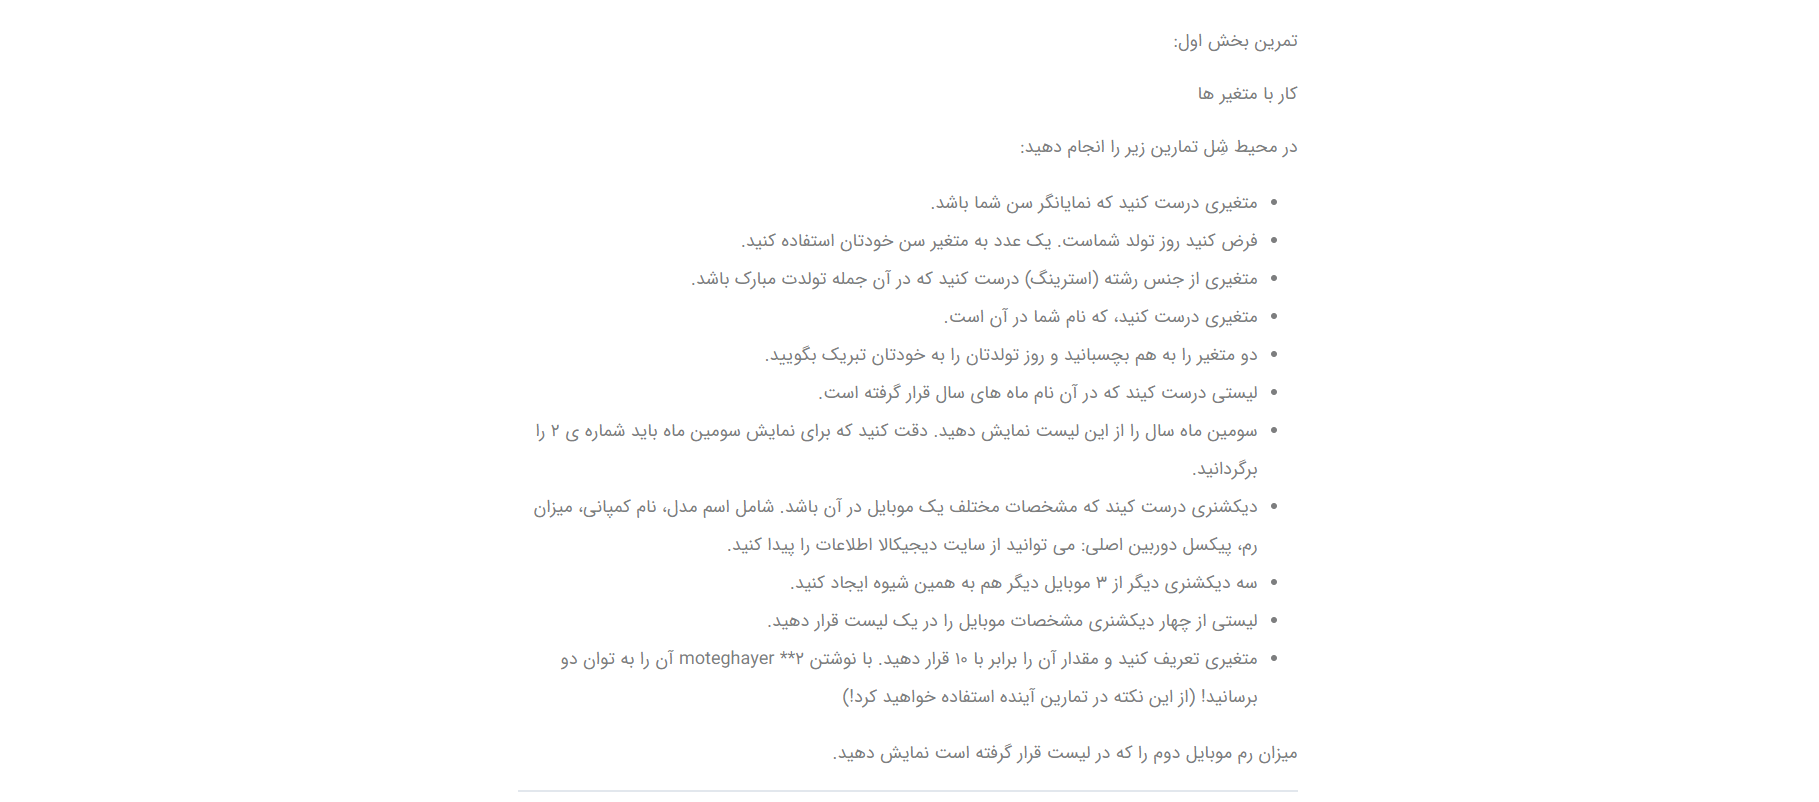 تمرین بخش اول:
کار با متغیر ها
در محیط شِل تمارین زیر را انجام دهید:
• متغیری درست کنید که نمایانگر سن شما باشد.
• فرض کنید روز تولد شماست. یک عدد به متغیر سن خودتان استفاده کنید.
• متغیری از جنس رشته (استرینگ) درست کنید که در آن جمله تولدت مبارک باشد.
• متغیری درست کنید، که نام شما در آن است.
• دو متغیر را به هم بچسبانید و روز تولدتان را به خودتان تبریک بگویید.
• لیستی درست کیند که در آن نام ماه های سال قرار گرفته است.
• سومین ماه سال را از این لیست نمایش دهید. دقت کنید که برای نمایش سومین ماه باید شماره ی ۲ را
برگردانید.
• دیکشنری درست کیند که مشخصات مختلف یک موبایل در آن باشد. شامل اسم مدل، نام کمپانی، میزان
رم، پیکسل دوربین اصلی: می توانید از سایت دیجیکالا اطلاعات را پیدا کنید.
• سه دیکشنری دیگر از ۳ موبایل دیگر هم به همین شیوه ایجاد کنید.
• لیستی از چهار دیکشنری مشخصات موبایل را در یک لیست قرار دهید.
• متغیری تعریف کنید و مقدار آن را برابر با ۱۰ قرار دهید. با نوشتن moteghayer **۲ آن را به توان دو
برسانید! (از این نکته در تمارین آینده استفاده خواهید کرد!)
میزان رم موبایل دوم را که در لیست قرار گرفته است نمایش دهید.